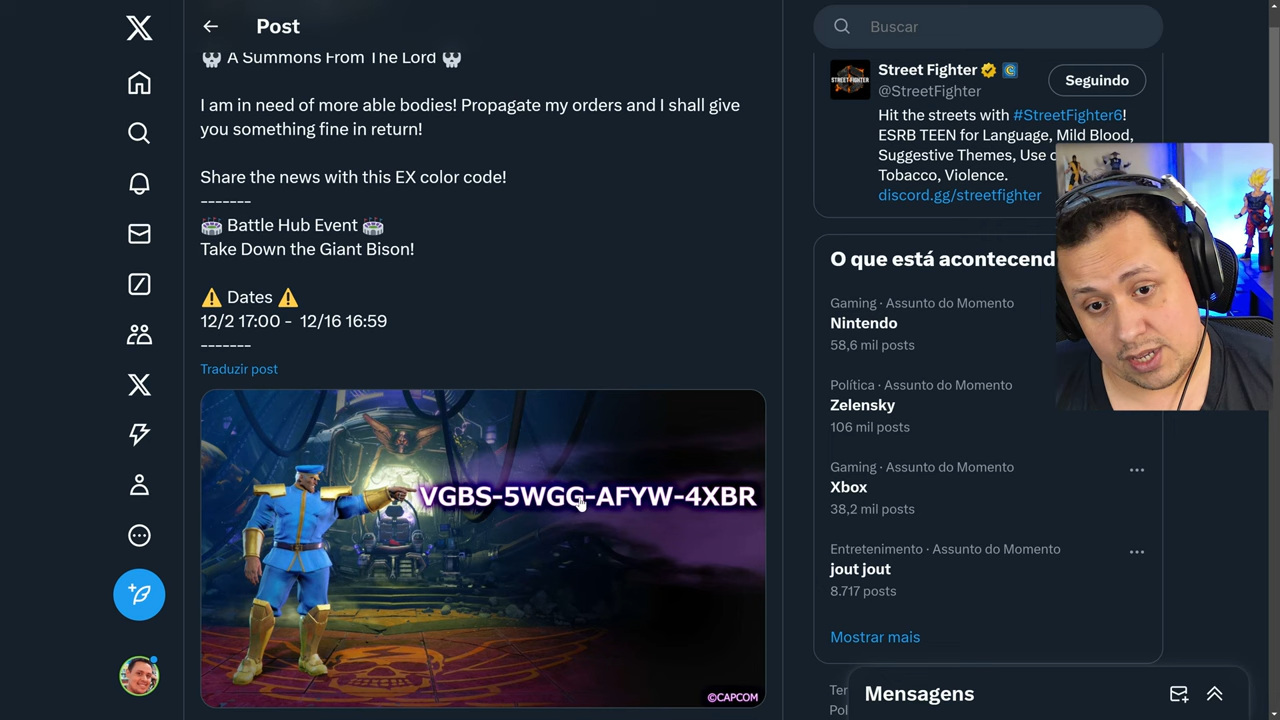 Post
A Summons From The Lord
I am in need of more able bodies! Propagate my orders and I shall give
you something fine in return!
Share the news with this EX color code!
-------
Battle Hub Event
Take Down the Giant Bison!
Dates
12/2 17:00 - 12/16 16:59
-------
Traduzir post
VGBS-5WGG-AFYW-4XBR
©CAPCOM
Buscar
STREET FIGHTER
Street Fighter
@StreetFighter
Seguindo
Hit the streets with #StreetFighter6!
ESRB TEEN for Language, Mild Blood,
Suggestive Themes, Use
Tobacco, Violence.
discord.gg/streetfighter
O que está acontecend
Gaming · Assunto do Momento
Nintendo
58,6 mil posts
Política · Assunto do Momento
Zelensky
106 mil posts
Gaming · Assunto do Momento
Xbox
38,2 mil posts
Entretenimento · Assunto do Momento
jout jout
8.717 posts
Mostrar mais
Mensagens